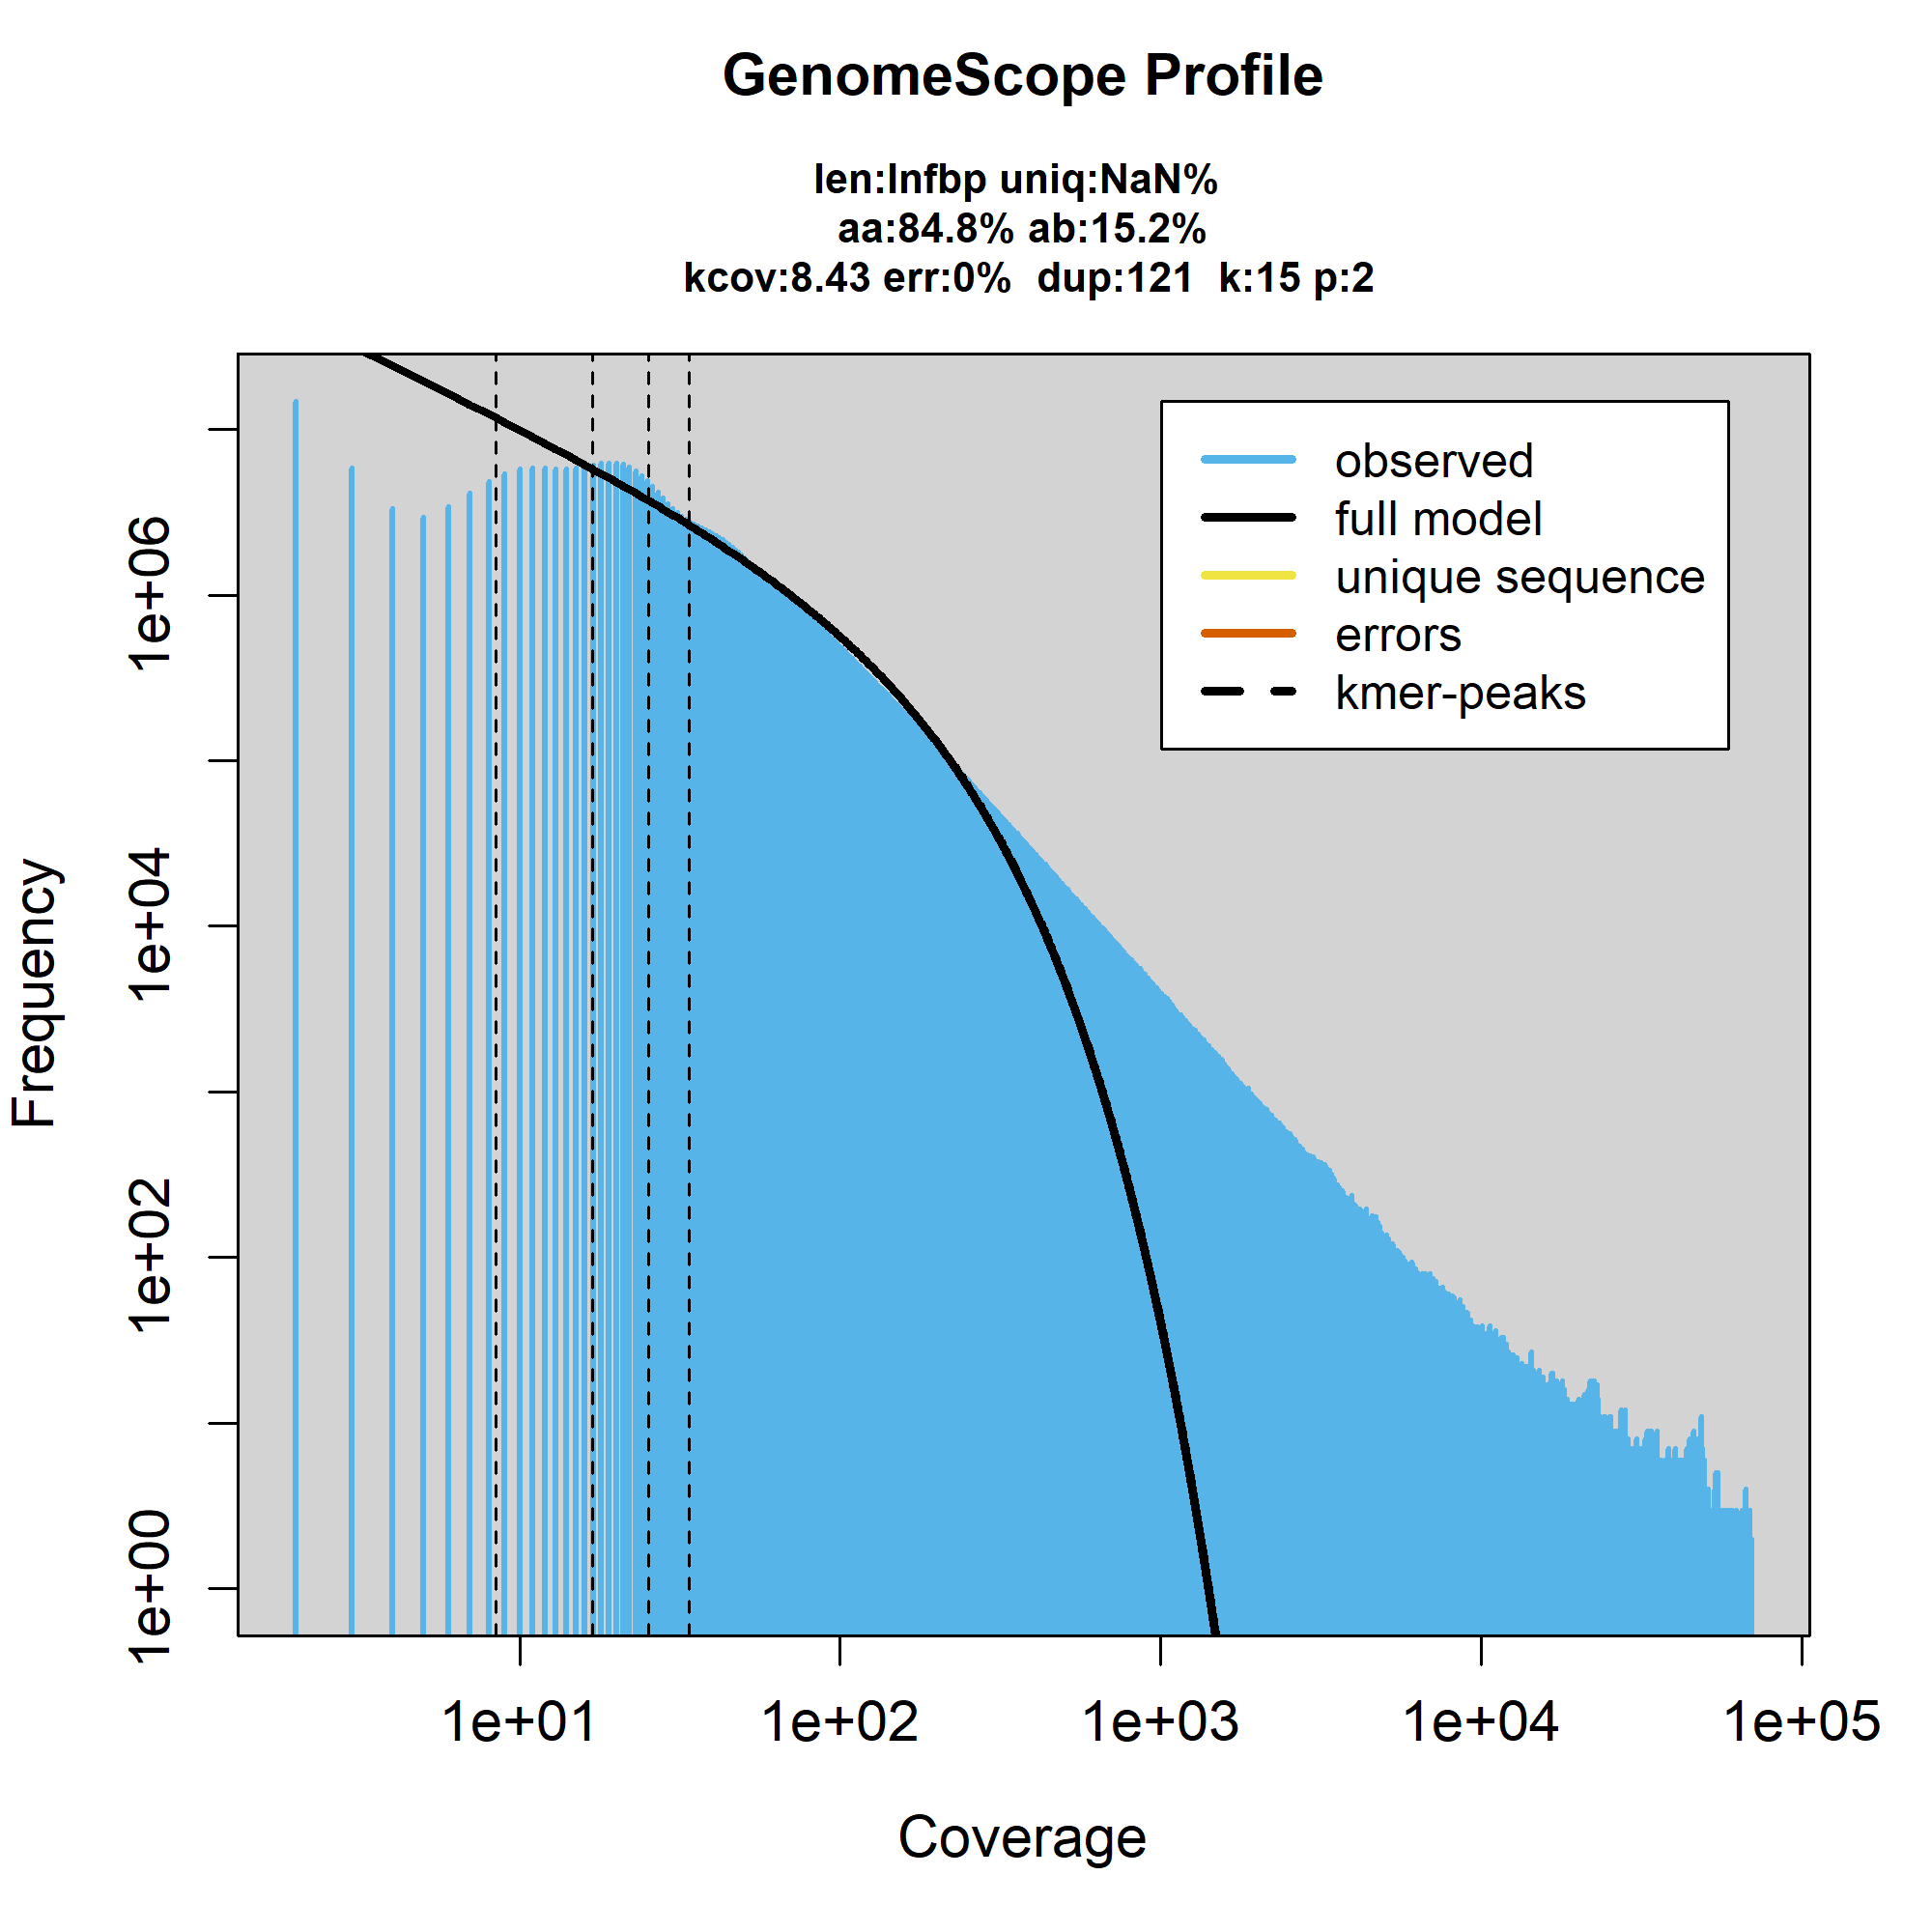 GenomeScope Profile
len:Infbp uniq:NaN%
aa:84.8% ab:15.2%
kcov:8.43 err:0% dup:121 k:15 p:2
observed
full model
unique sequence
errors
kmer-peaks
Frequency
1e+06
1e+04
1e+02
1e+00
1e+01 1e+02 1e+03 1e+04 1e+05
Coverage